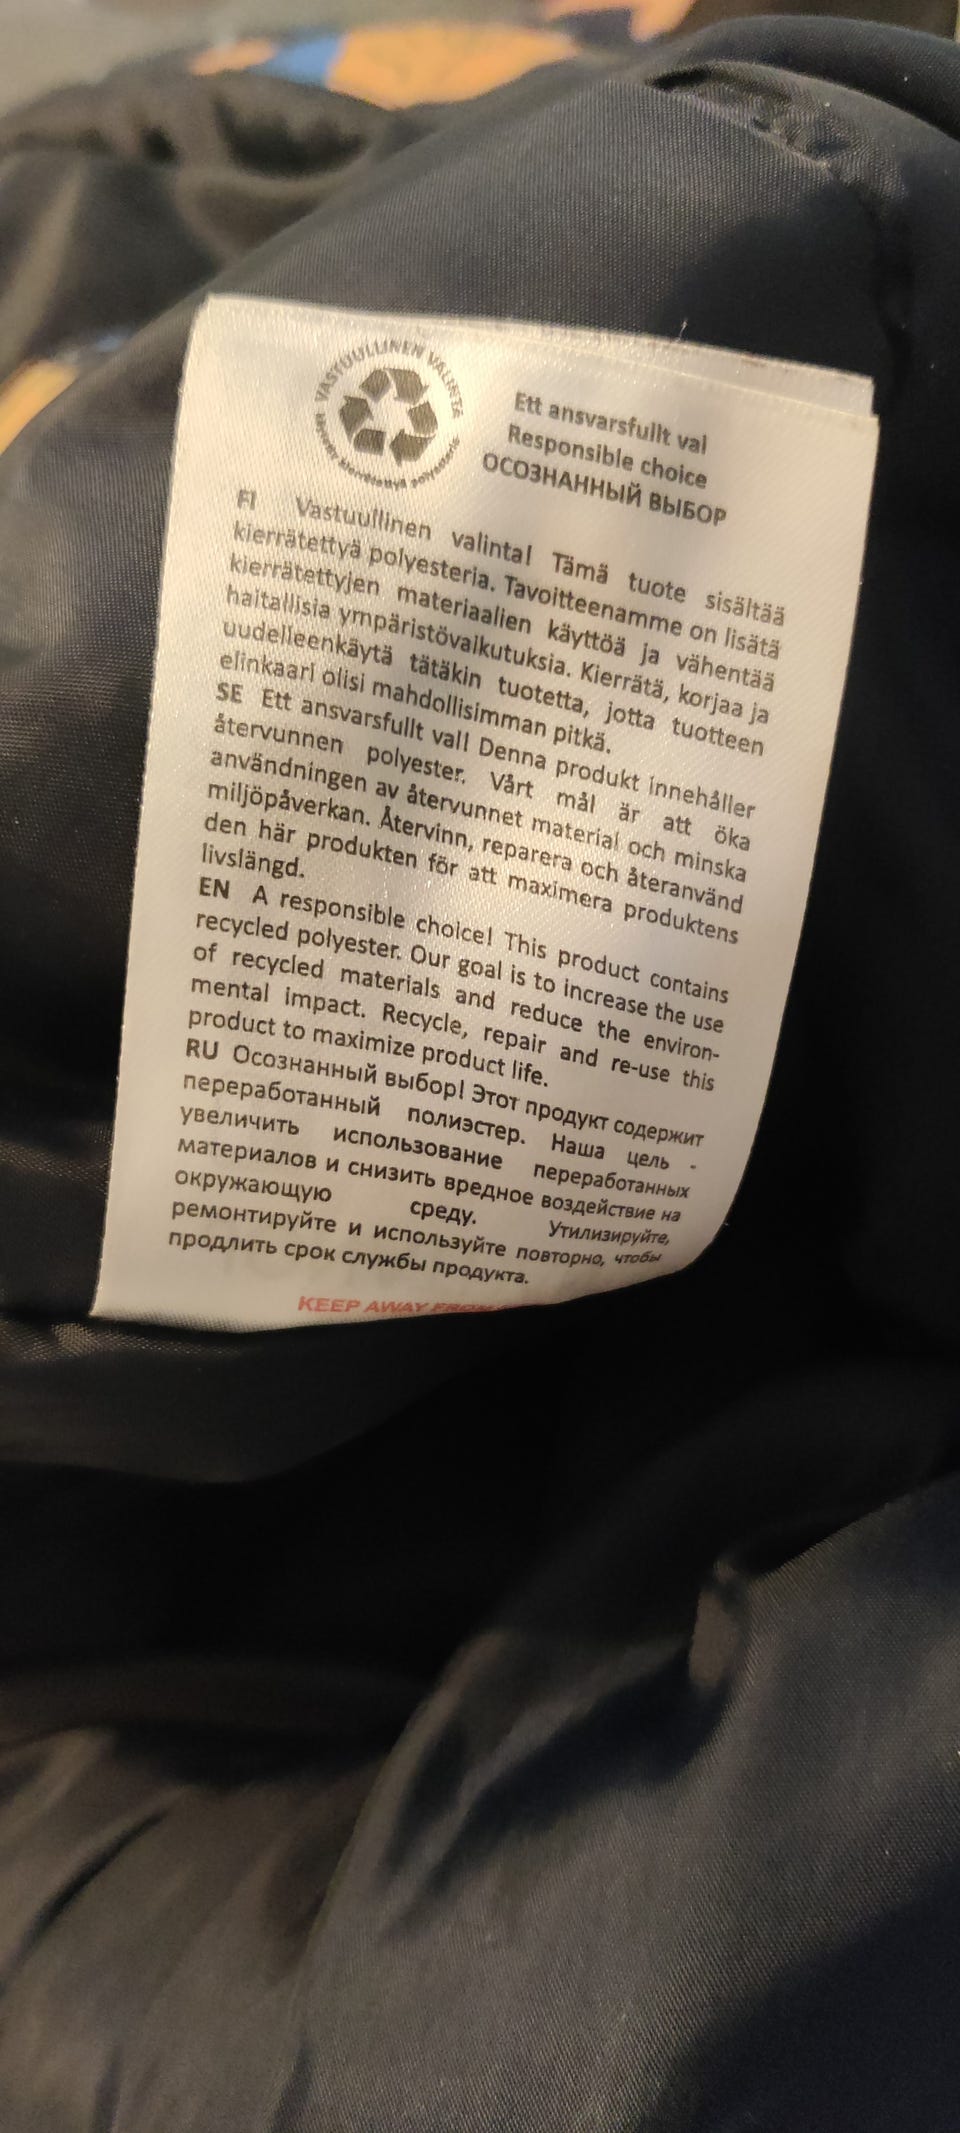 VASTUULLINEN VALINTA
kierrätettyä polyesteriä
Ett ansvarsfullt val
Responsible choice
ОСОЗНАННЫЙ ВЫБОР
FI Vastuullinen valinta! Tämä tuote sisältää
kierrätettyä polyesteria. Tavoitteenamme on lisätä
kierrätettyjen materiaalien käyttöä ja vähentää
haitallisia ympäristövaikutuksia. Kierrätä, korjaa ja
uudelleenkäytä tätäkin tuotetta, jotta tuotteen
elinkaari olisi mahdollisimman pitkä.
SE Ett ansvarsfullt val! Denna produkt innehåller
återvunnen polyester. Vårt mål är att öka
användningen av återvunnet material och minska
miljöpåverkan. Återvinn, reparera och återanvänd
den här produkten för att maximera produktens
livslängd.
EN A responsible choice! This product contains
recycled polyester. Our goal is to increase the use
of recycled materials and reduce the environ-
mental impact. Recycle, repair and re-use this
product to maximize product life.
RU Осознанный выбор! Этот продукт содержит
переработанный полиэстер. Наша цель -
увеличить использование переработанных
материалов и снизить вредное воздействие на
окружающую среду. Утилизируйте,
ремонтируйте и используйте повторно, чтобы
продлить срок службы продукта.
KEEP AWAY FROM